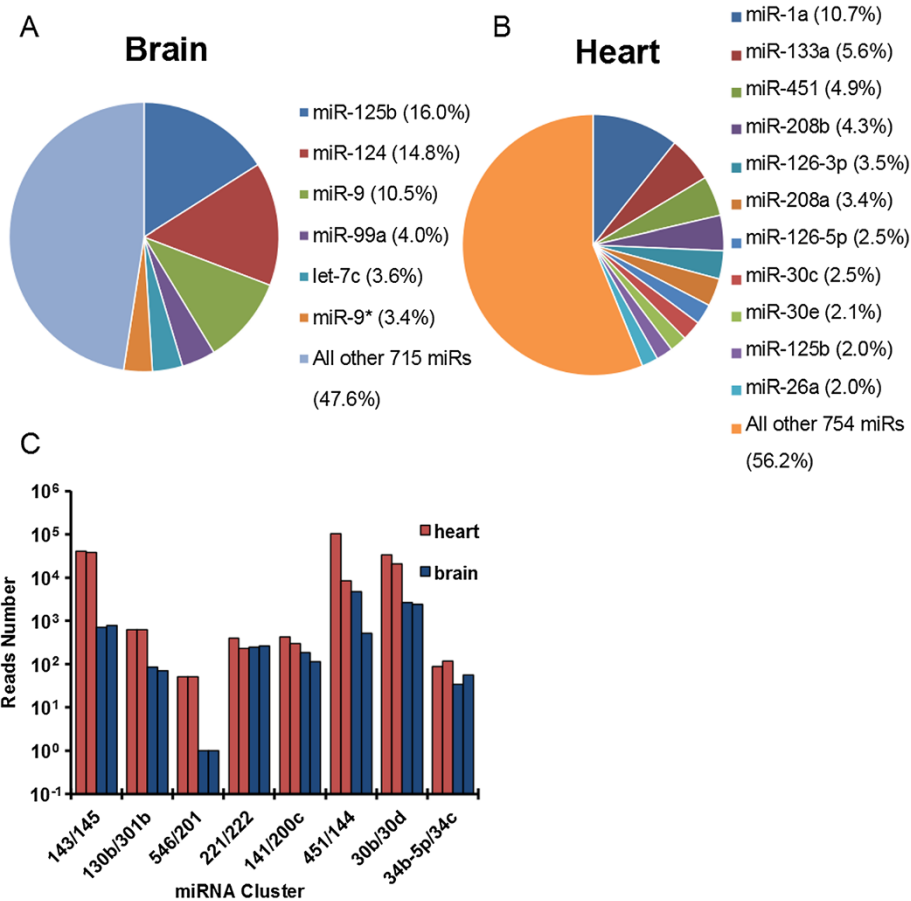 A
Brain
miR-125b (16.0%)
miR-124 (14.8%)
miR-9 (10.5%)
miR-99a (4.0%)
let-7c (3.6%)
miR-9* (3.4%)
All other 715 miRs
(47.6%)
B
Heart
miR-1a (10.7%)
miR-133a (5.6%)
miR-451 (4.9%)
miR-208b (4.3%)
miR-126-3p (3.5%)
miR-208a (3.4%)
miR-126-5p (2.5%)
miR-30c (2.5%)
miR-30e (2.1%)
miR-125b (2.0%)
miR-26a (2.0%)
All other 754 miRs
(56.2%)
C
Reads Number
10⁶
10⁵
10⁴
10³
10²
10¹
10⁰
10⁻¹
heart
brain
143/145
130b/301b
546/201
221/222
141/200c
451/144
30b/30d
34b-5p/34c
miRNA Cluster